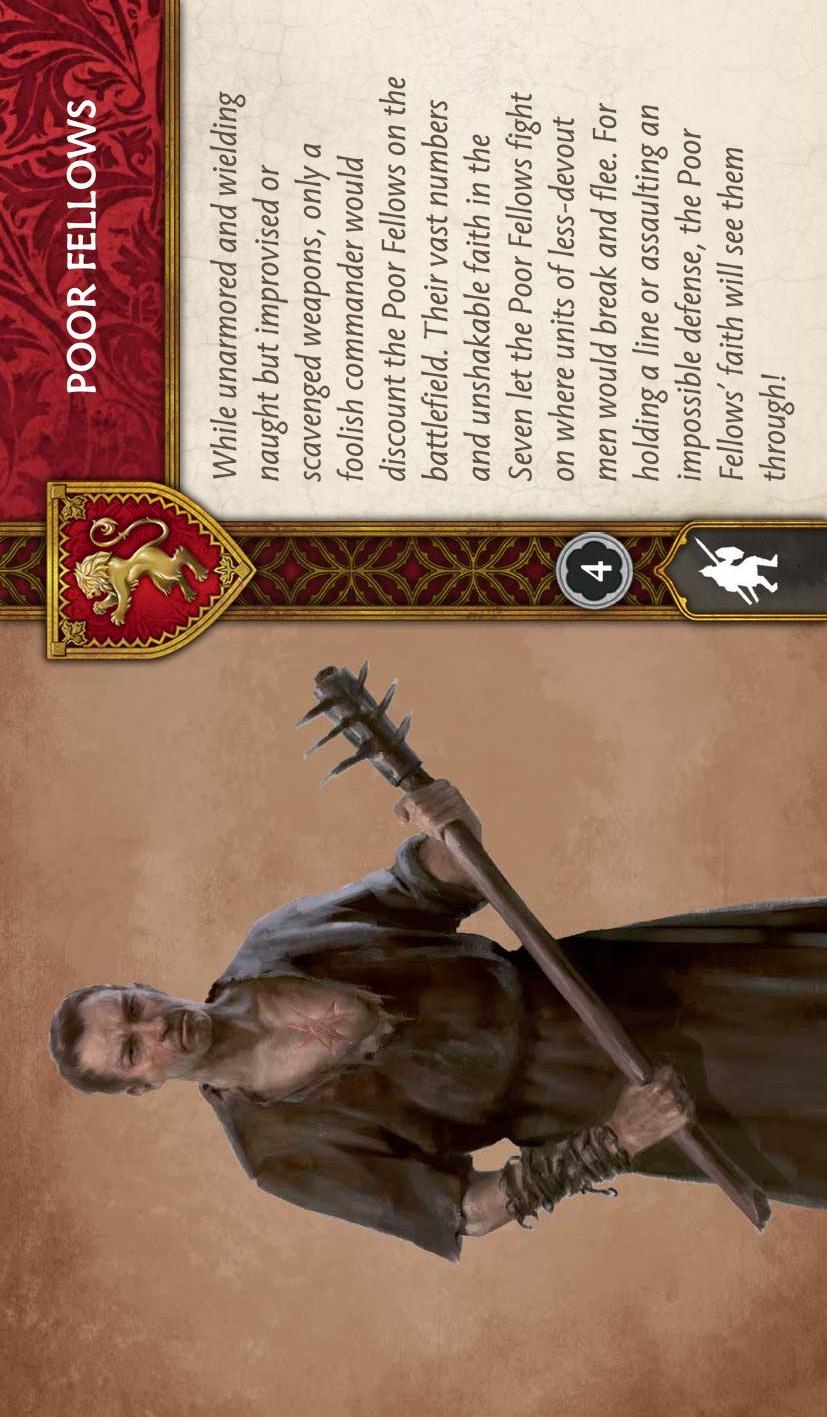 POOR FELLOWS
While unarmored and wielding
naught but improvised or
scavenged weapons, only a
foolish commander would
discount the Poor Fellows on the
battlefield. Their vast numbers
and unshakable faith in the
Seven let the Poor Fellows fight
on where units of less-devout
men would break and flee. For
holding a line or assaulting an
impossible defense, the Poor
Fellows' faith will see them
through!
4